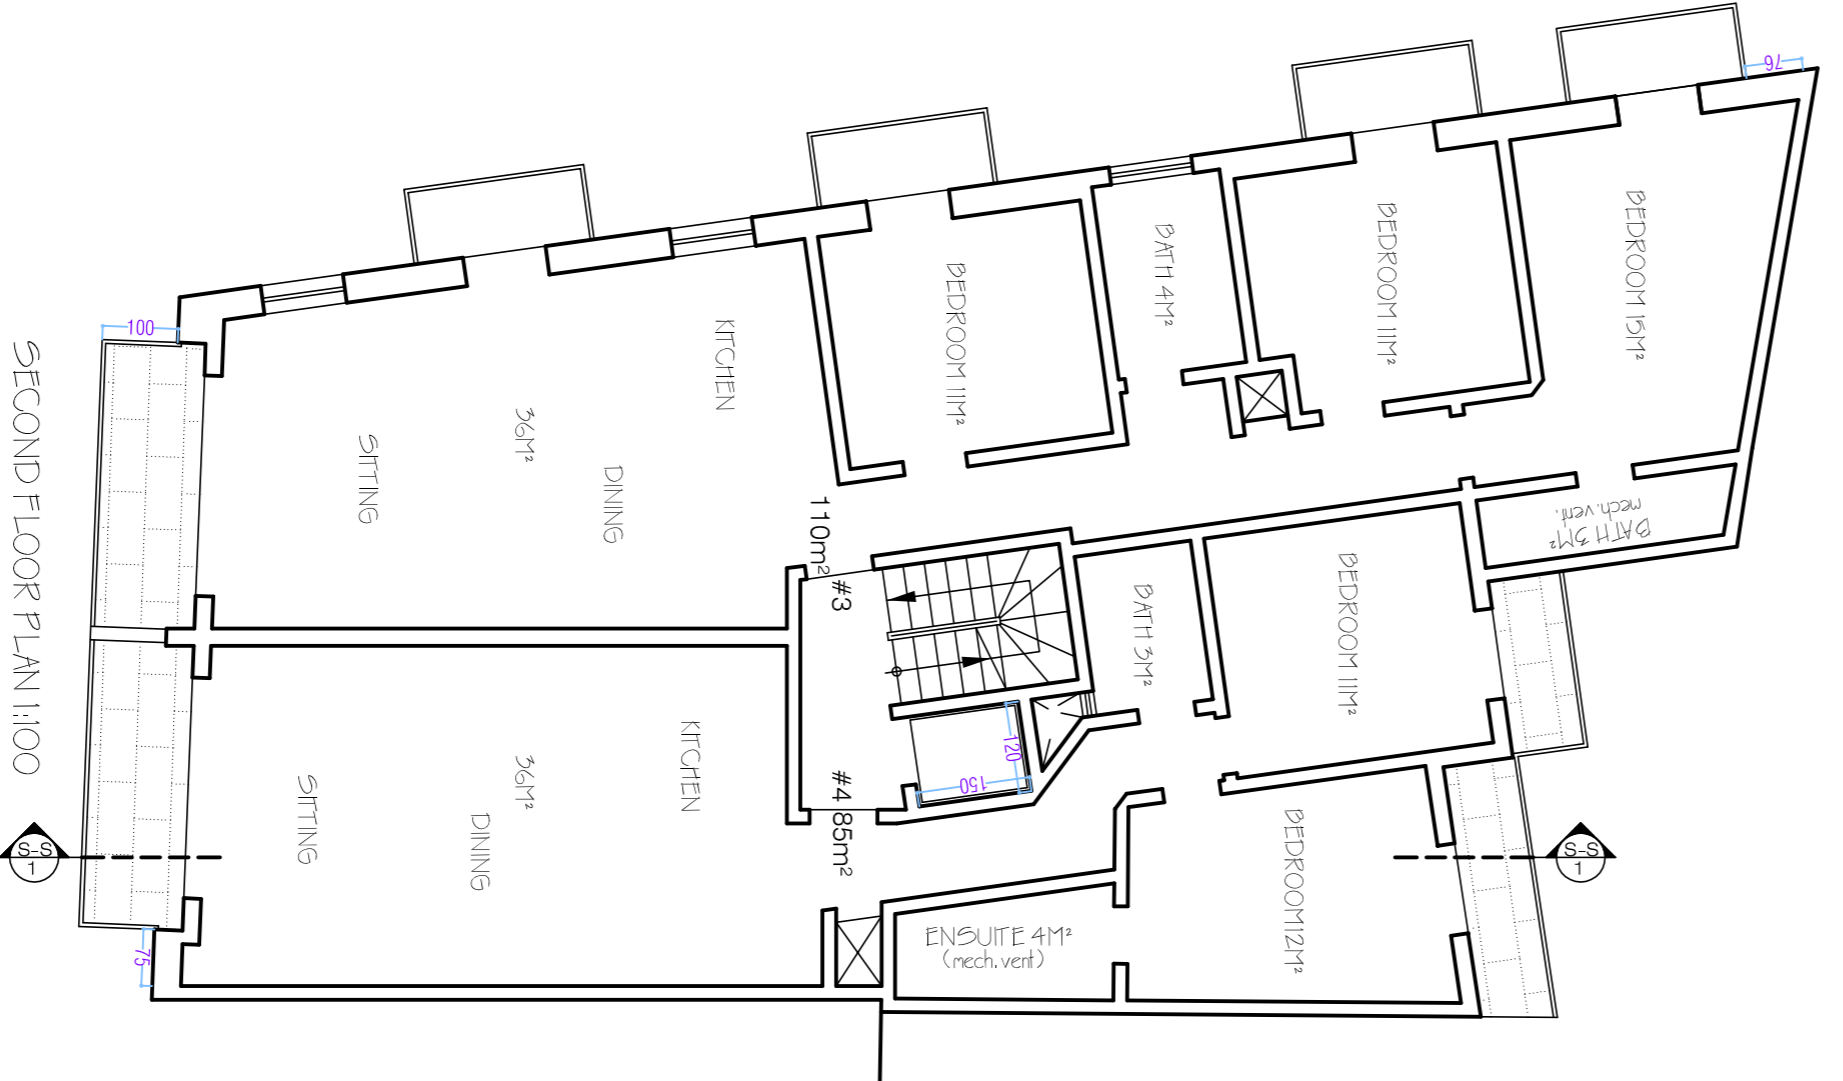 SECOND FLOOR PLAN 1:100
76
BEDROOM 15M²
BEDROOM 11M²
BATH 4M²
BEDROOM 11M²
KITCHEN
36M²
DINING
SITTING
100
110m² #3
BATH 3M²
mech. vent.
BEDROOM 11M²
BATH 3M²
120
150
#4 85m²
KITCHEN
36M²
DINING
SITTING
BEDROOM 12M²
ENSUITE 4M²
(mech. vent)
75
S-S
1
S-S
1